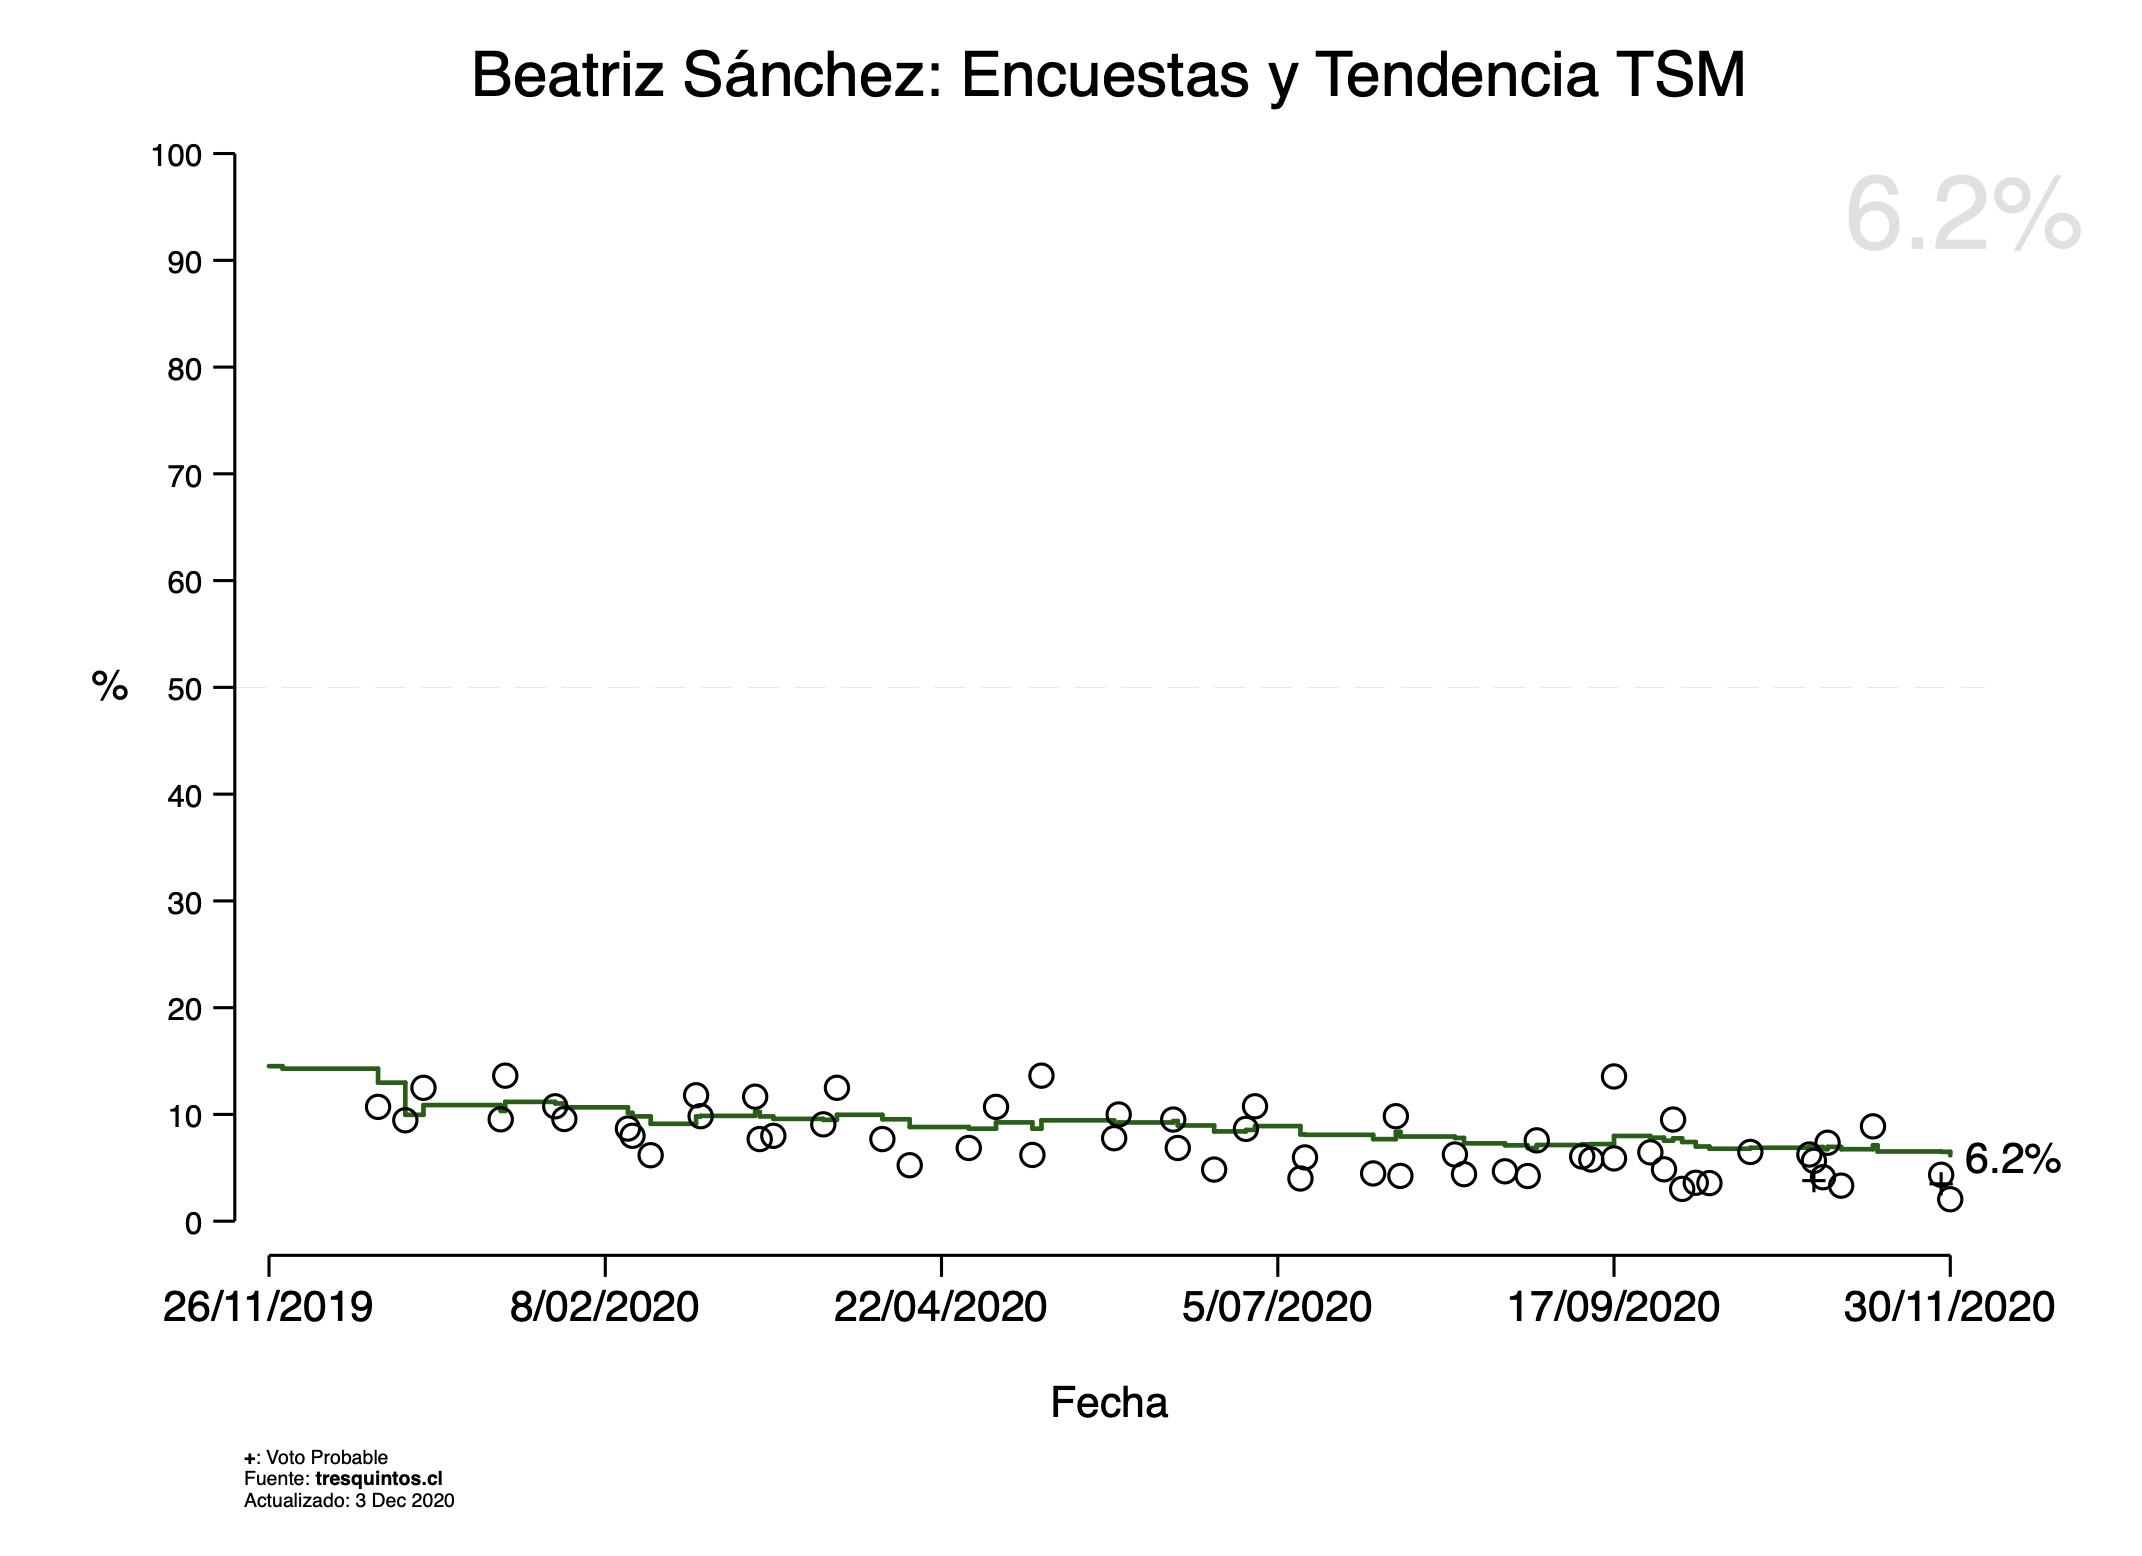 Beatriz Sánchez: Encuestas y Tendencia TSM
6.2%
100
90
80
70
60
% 50
40
30
20
10
6.2%
0
26/11/2019 8/02/2020 22/04/2020 5/07/2020 17/09/2020 30/11/2020
Fecha
+: Voto Probable
Fuente: tresquintos.cl
Actualizado: 3 Dec 2020